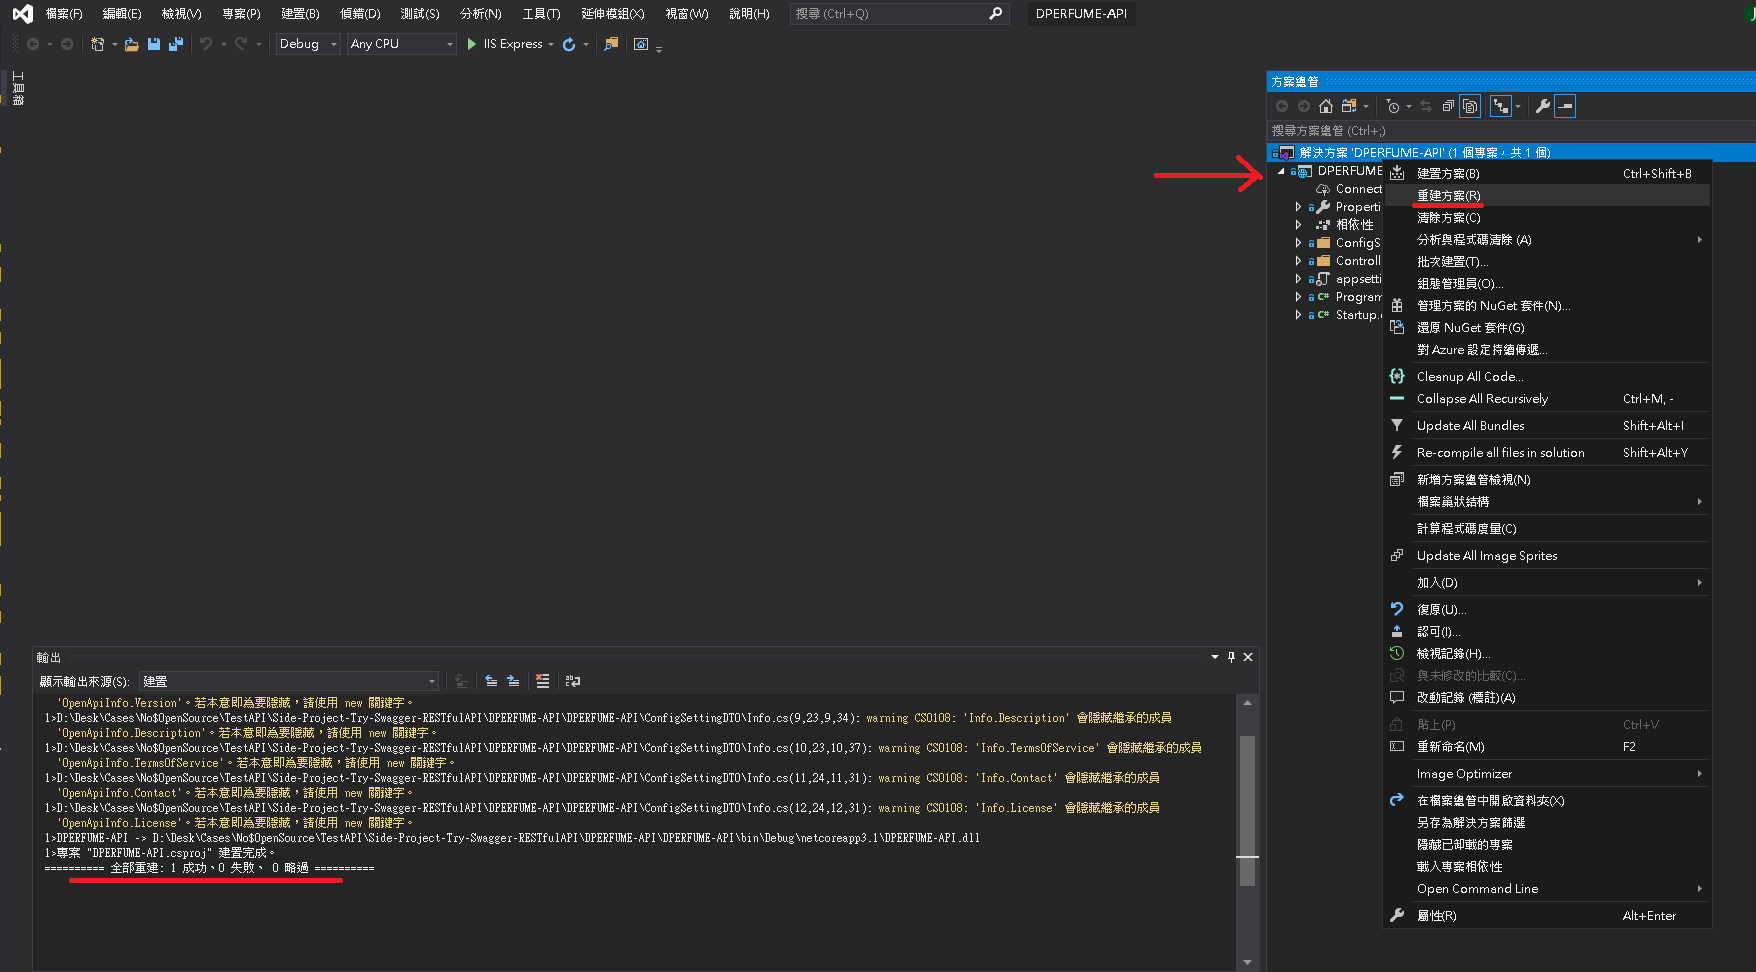 檔案(F) 編輯(E) 檢視(V) 專案(P) 建置(B) 偵錯(D) 測試(S) 分析(N) 工具(T) 延伸模組(X) 視窗(W) 說明(H) 搜尋 (Ctrl+Q) DPERFUME-API
Debug Any CPU IIS Express
工具箱
方案總管
搜尋方案總管 (Ctrl+;)
解決方案 'DPERFUME-API' (1 個專案，共 1 個)
DPERFUME
Connect
Properti
相依性
ConfigS
Controll
appsetti
Program
Startup.
建置方案(B) Ctrl+Shift+B
重建方案(R)
清除方案(C)
分析與程式碼清除 (A)
批次建置(T)...
組態管理員(O)...
管理方案的 NuGet 套件(N)...
還原 NuGet 套件(G)
對 Azure 設定持續傳遞...
Cleanup All Code...
Collapse All Recursively Ctrl+M, -
Update All Bundles Shift+Alt+I
Re-compile all files in solution Shift+Alt+Y
新增方案總管檢視(N)
檔案巢狀結構
計算程式碼度量(C)
Update All Image Sprites
加入(D)
復原(U)...
認可(I)...
檢視記錄(H)...
與未修改的比較(C)...
改動記錄 (標註)(A)
貼上(P) Ctrl+V
重新命名(M) F2
Image Optimizer
在檔案總管中開啟資料夾(X)
另存為解決方案篩選
隱藏已卸載的專案
載入專案相依性
Open Command Line
屬性(R) Alt+Enter
輸出
顯示輸出來源(S): 建置
'OpenApiInfo.Version'。若本意即為要隱藏，請使用 new 關鍵字。
1>D:\Desk\Cases\No$OpenSource\TestAPI\Side-Project-Try-Swagger-RESTfulAPI\DPERFUME-API\DPERFUME-API\ConfigSettingDTO\Info.cs(9,23,9,34): warning CS0108: 'Info.Description' 會隱藏繼承的成員
'OpenApiInfo.Description'。若本意即為要隱藏，請使用 new 關鍵字。
1>D:\Desk\Cases\No$OpenSource\TestAPI\Side-Project-Try-Swagger-RESTfulAPI\DPERFUME-API\DPERFUME-API\ConfigSettingDTO\Info.cs(10,23,10,37): warning CS0108: 'Info.TermsOfService' 會隱藏繼承的成員
'OpenApiInfo.TermsOfService'。若本意即為要隱藏，請使用 new 關鍵字。
1>D:\Desk\Cases\No$OpenSource\TestAPI\Side-Project-Try-Swagger-RESTfulAPI\DPERFUME-API\DPERFUME-API\ConfigSettingDTO\Info.cs(11,24,11,31): warning CS0108: 'Info.Contact' 會隱藏繼承的成員
'OpenApiInfo.Contact'。若本意即為要隱藏，請使用 new 關鍵字。
1>D:\Desk\Cases\No$OpenSource\TestAPI\Side-Project-Try-Swagger-RESTfulAPI\DPERFUME-API\DPERFUME-API\ConfigSettingDTO\Info.cs(12,24,12,31): warning CS0108: 'Info.License' 會隱藏繼承的成員
'OpenApiInfo.License'。若本意即為要隱藏，請使用 new 關鍵字。
1>DPERFUME-API -> D:\Desk\Cases\No$OpenSource\TestAPI\Side-Project-Try-Swagger-RESTfulAPI\DPERFUME-API\DPERFUME-API\bin\Debug\netcoreapp3.1\DPERFUME-API.dll
1>專案 "DPERFUME-API.csproj" 建置完成。
========== 全部重建: 1 成功、0 失敗、 0 略過 ==========